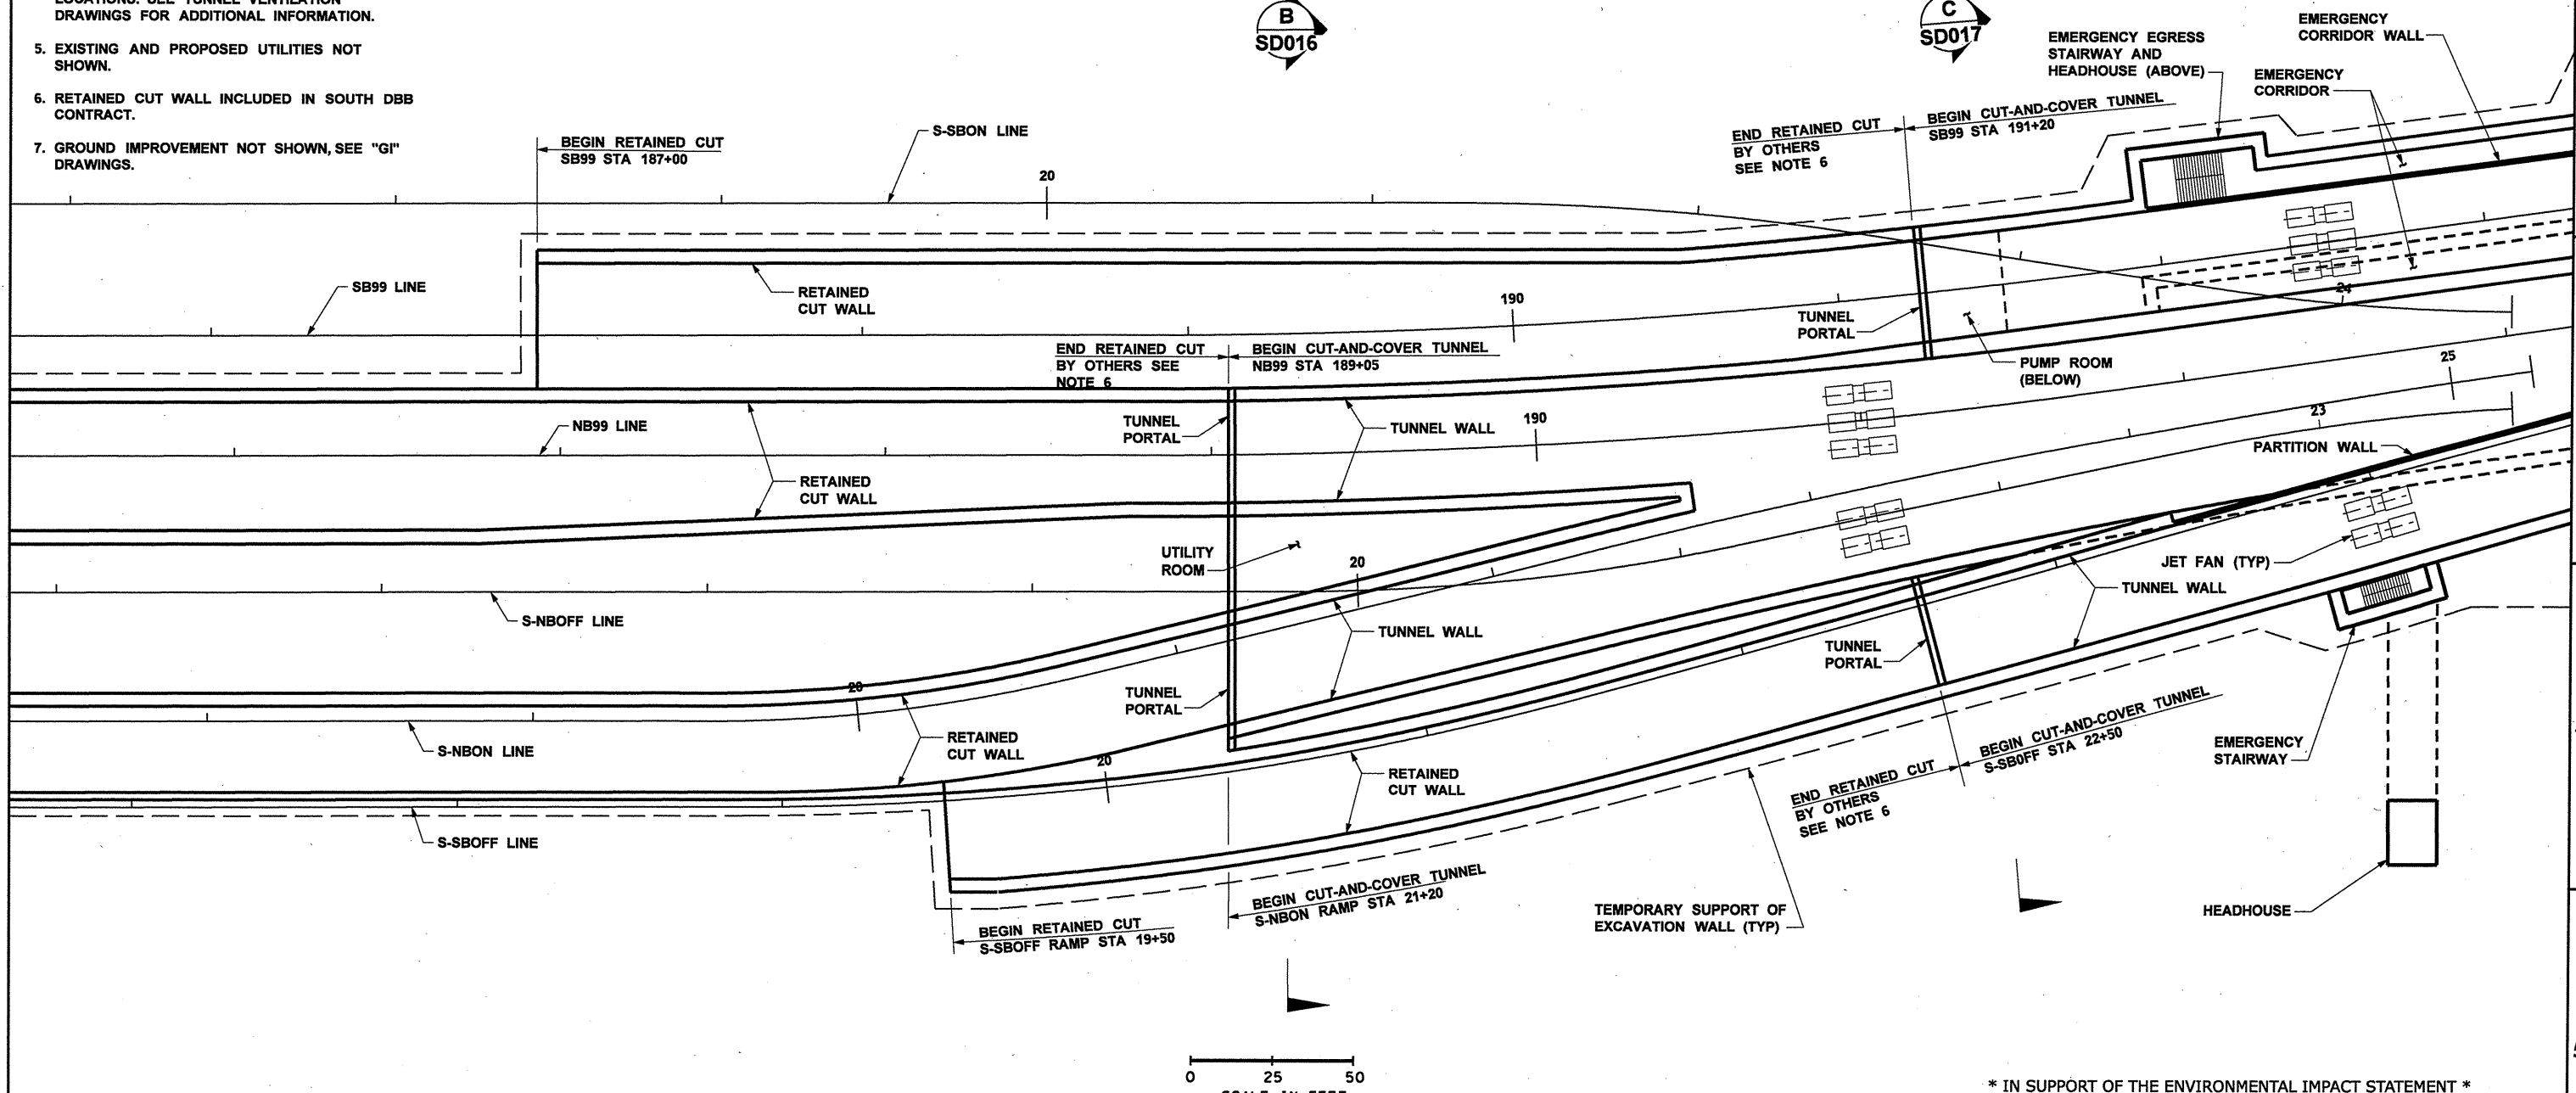 DRAWINGS FOR ADDITIONAL INFORMATION.
5. EXISTING AND PROPOSED UTILITIES NOT
SHOWN.
6. RETAINED CUT WALL INCLUDED IN SOUTH DBB
CONTRACT.
7. GROUND IMPROVEMENT NOT SHOWN, SEE "GI"
DRAWINGS.
B
SD016
C
SD017
EMERGENCY EGRESS
STAIRWAY AND
HEADHOUSE (ABOVE)
EMERGENCY
CORRIDOR WALL
EMERGENCY
CORRIDOR
BEGIN RETAINED CUT
SB99 STA 187+00
S-SBON LINE
20
END RETAINED CUT
BY OTHERS
SEE NOTE 6
BEGIN CUT-AND-COVER TUNNEL
SB99 STA 191+20
SB99 LINE
RETAINED
CUT WALL
190
TUNNEL
PORTAL
24
PUMP ROOM
(BELOW)
END RETAINED CUT
BY OTHERS SEE
NOTE 6
BEGIN CUT-AND-COVER TUNNEL
NB99 STA 189+05
25
NB99 LINE
TUNNEL
PORTAL
TUNNEL WALL
190
23
PARTITION WALL
RETAINED
CUT WALL
UTILITY
ROOM
20
JET FAN (TYP)
TUNNEL WALL
S-NBOFF LINE
TUNNEL WALL
TUNNEL
PORTAL
20
TUNNEL
PORTAL
S-NBON LINE
RETAINED
CUT WALL
20
RETAINED
CUT WALL
END RETAINED CUT
BY OTHERS
SEE NOTE 6
BEGIN CUT-AND-COVER TUNNEL
S-SBOFF STA 22+50
EMERGENCY
STAIRWAY
S-SBOFF LINE
BEGIN RETAINED CUT
S-SBOFF RAMP STA 19+50
BEGIN CUT-AND-COVER TUNNEL
S-NBON RAMP STA 21+20
TEMPORARY SUPPORT OF
EXCAVATION WALL (TYP)
HEADHOUSE
0 25 50
* IN SUPPORT OF THE ENVIRONMENTAL IMPACT STATEMENT *